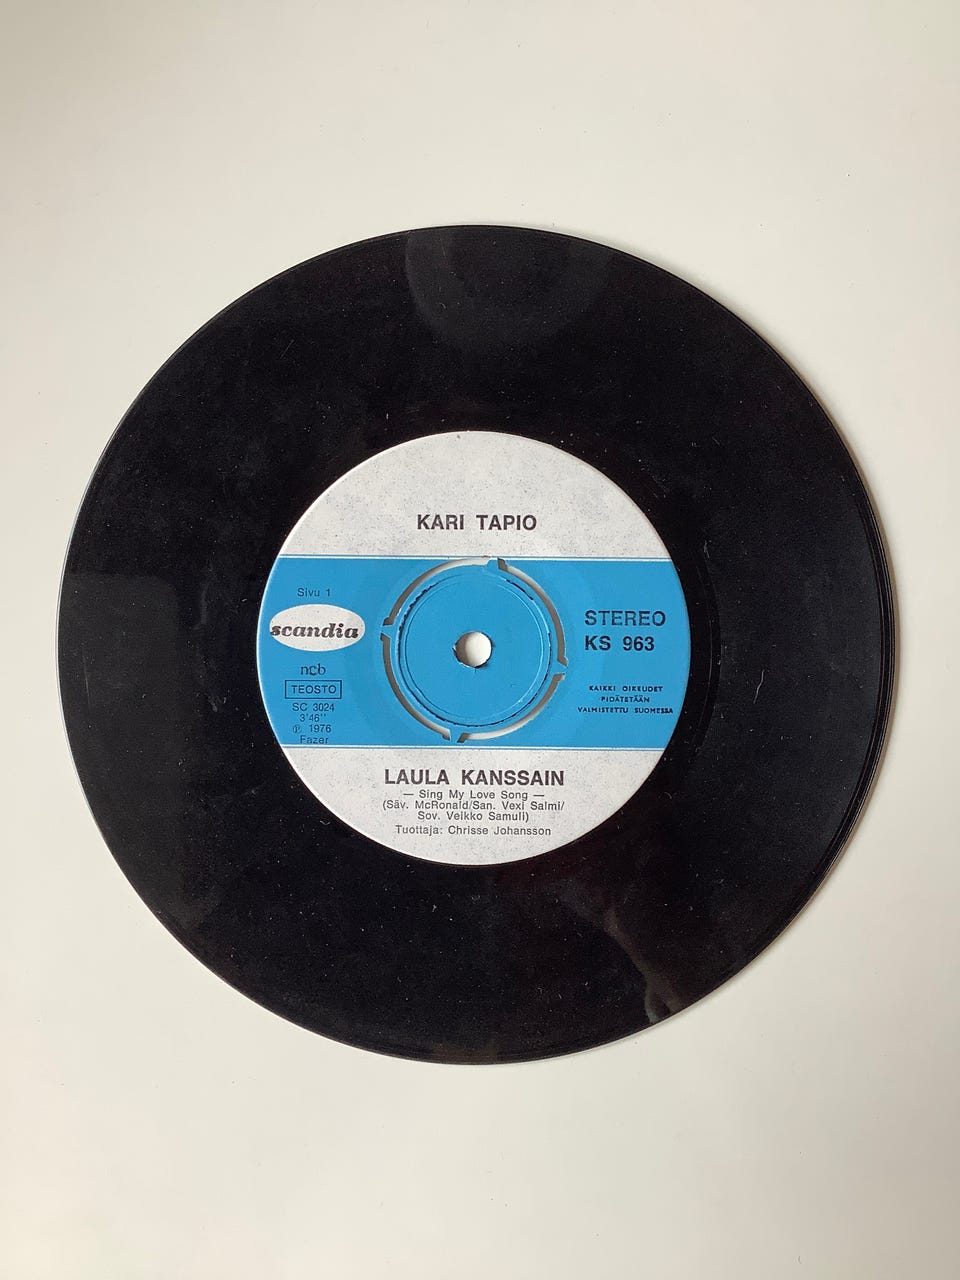 KARI TAPIO
Sivu 1
scandia
ncb
TEOSTO
SC 3024
3'46''
℗ 1976
Fazer
STEREO
KS 963
KAIKKI OIKEUDET
PIDÄTETÄÄN
VALMISTETTU SUOMESSA
LAULA KANSSAIN
— Sing My Love Song —
(Säv. McRonald/San. Vexi Salmi/
Sov. Veikko Samuli)
Tuottaja: Chrisse Johansson